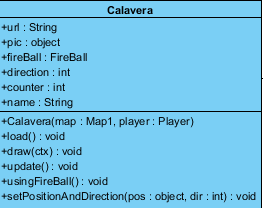 Calavera
+url : String
+pic : object
+fireBall : FireBall
+direction : int
+counter : int
+name : String
+Calavera(map : Map1, player : Player)
+load() : void
+draw(ctx) : void
+update() : void
+usingFireBall() : void
+setPositionAndDirection(pos : object, dir : int) : void